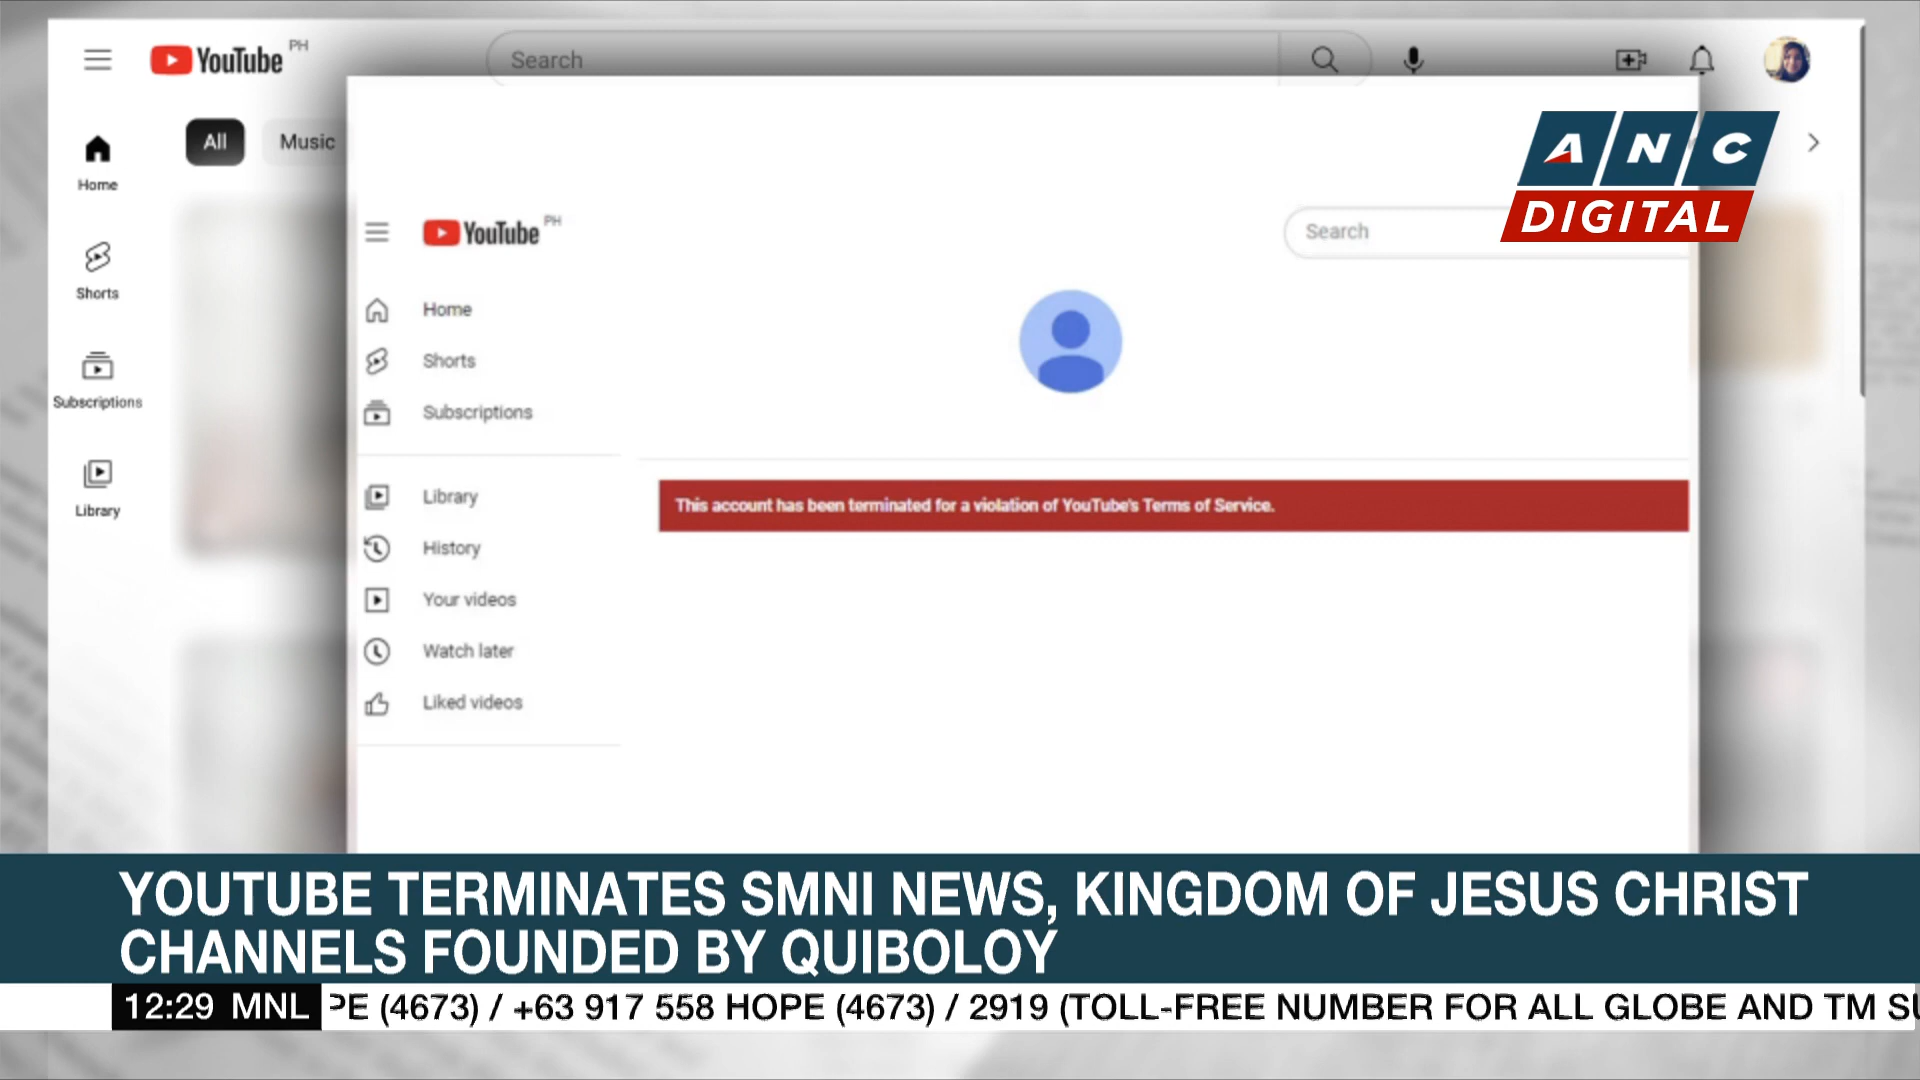 YouTube PH
Search
All
Music
Home
Shorts
Subscriptions
Library
ANC
DIGITAL
YouTube PH
Search
Home
Shorts
Subscriptions
Library
History
Your videos
Watch later
Liked videos
This account has been terminated for a violation of YouTube's Terms of Service.
YOUTUBE TERMINATES SMNI NEWS, KINGDOM OF JESUS CHRIST
CHANNELS FOUNDED BY QUIBOLOY
12:29 MNL
PE (4673) / +63 917 558 HOPE (4673) / 2919 (TOLL-FREE NUMBER FOR ALL GLOBE AND TM SU